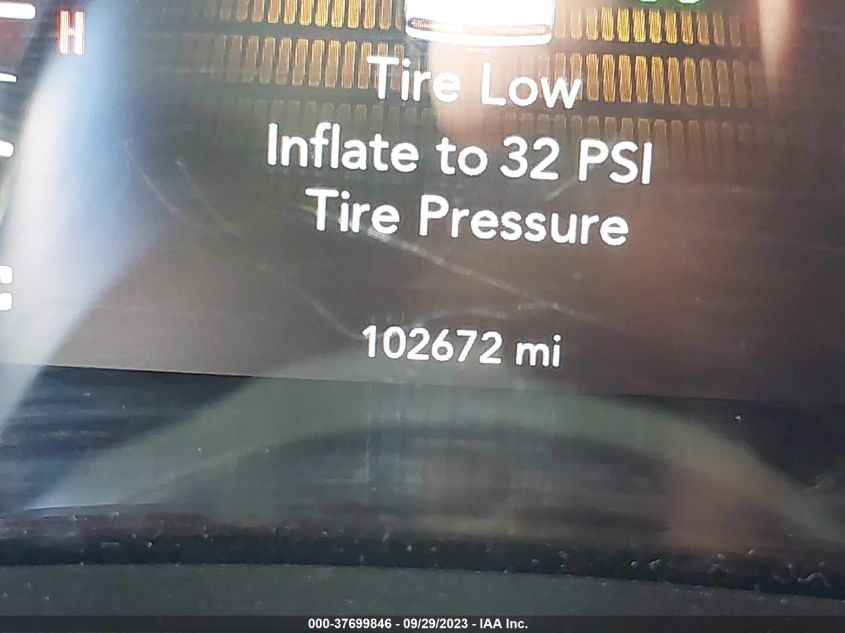 H
Tire Low
Inflate to 32 PSI
Tire Pressure
102672 mi
000-37699846 - 09/29/2023 - IAA Inc.